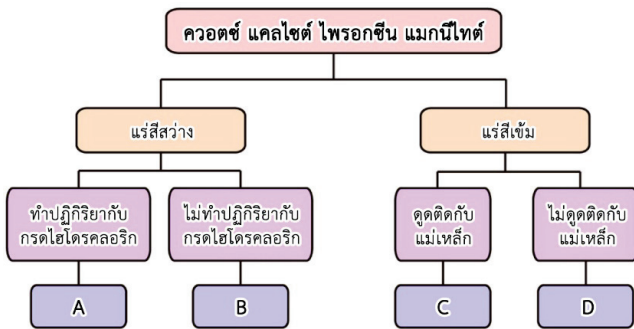 ควอตซ์ แคลไซต์ ไพรอกซีน แมกนีไทต์
แร่สีสว่าง
แร่สีเข้ม
ทำปฏิกิริยากับ
กรดไฮโดรคลอริก
ไม่ทำปฏิกิริยากับ
กรดไฮโดรคลอริก
ดูดติดกับ
แม่เหล็ก
ไม่ดูดติดกับ
แม่เหล็ก
A
B
C
D